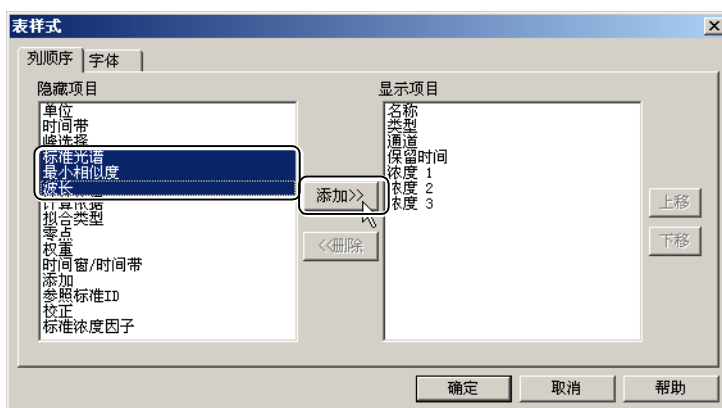 表样式
列顺序 字体
隐藏项目
单位
时间带
峰选择
标准光谱
最小相似度
波长
计算依据
拟合类型
零点
权重
时间窗/时间带
添加
参照标准ID
校正
标准浓度因子
添加>>
<<删除
显示项目
名称
类型
通道
保留时间
浓度 1
浓度 2
浓度 3
上移
下移
确定 取消 帮助